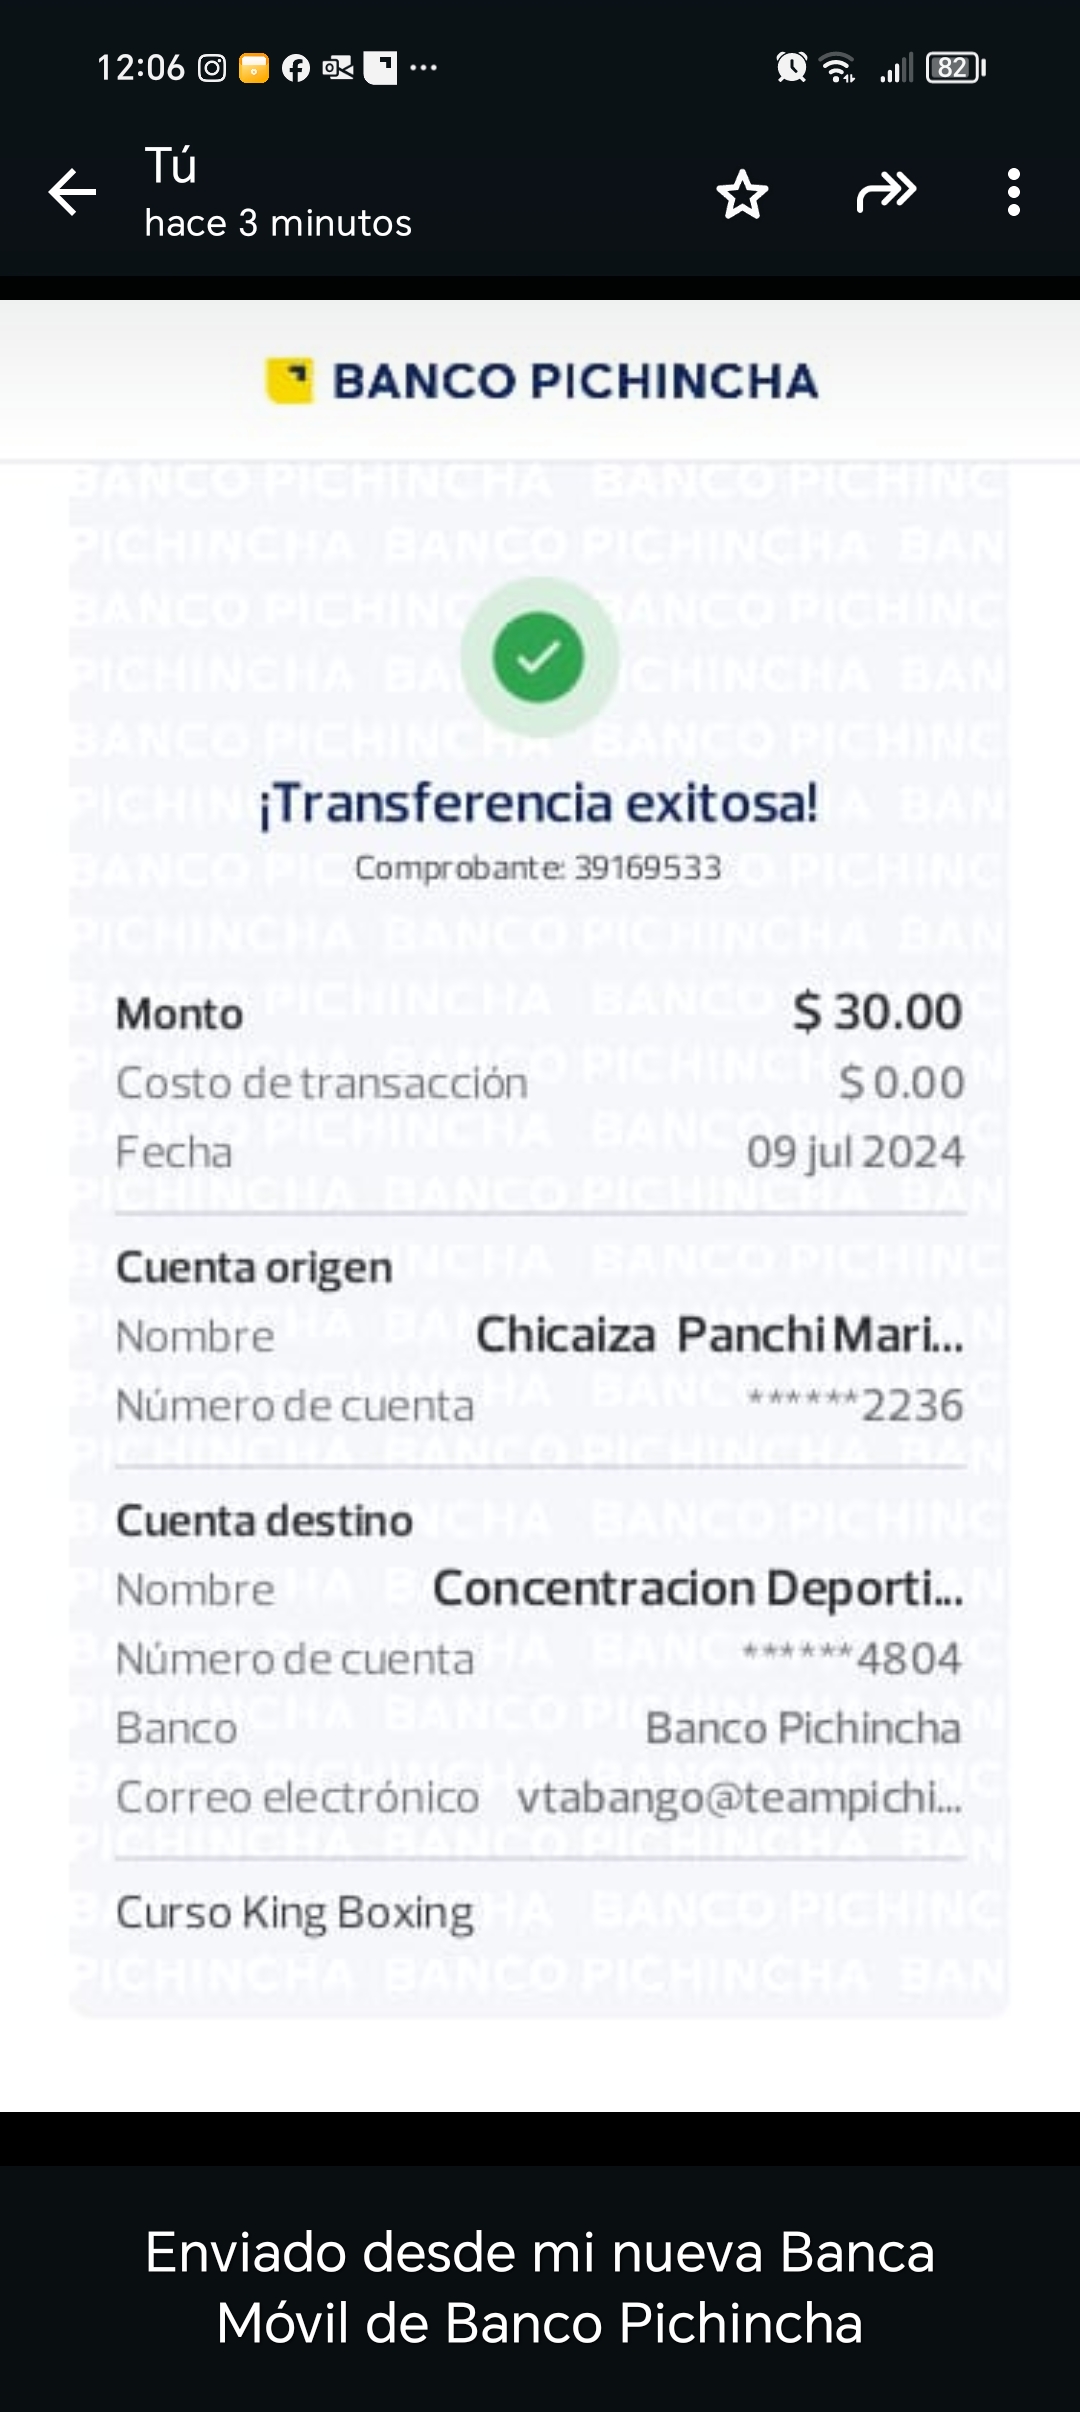 12:06
82
Tú
hace 3 minutos
BANCO PICHINCHA
¡Transferencia exitosa!
Comprobante: 39169533
Monto $ 30.00
Costo de transacción $ 0.00
Fecha 09 jul 2024
Cuenta origen
Nombre Chicaiza Panchi Mari...
Número de cuenta ******2236
Cuenta destino
Nombre Concentracion Deporti...
Número de cuenta ******4804
Banco Banco Pichincha
Correo electrónico vtabango@teampichi...
Curso King Boxing
Enviado desde mi nueva Banca
Móvil de Banco Pichincha